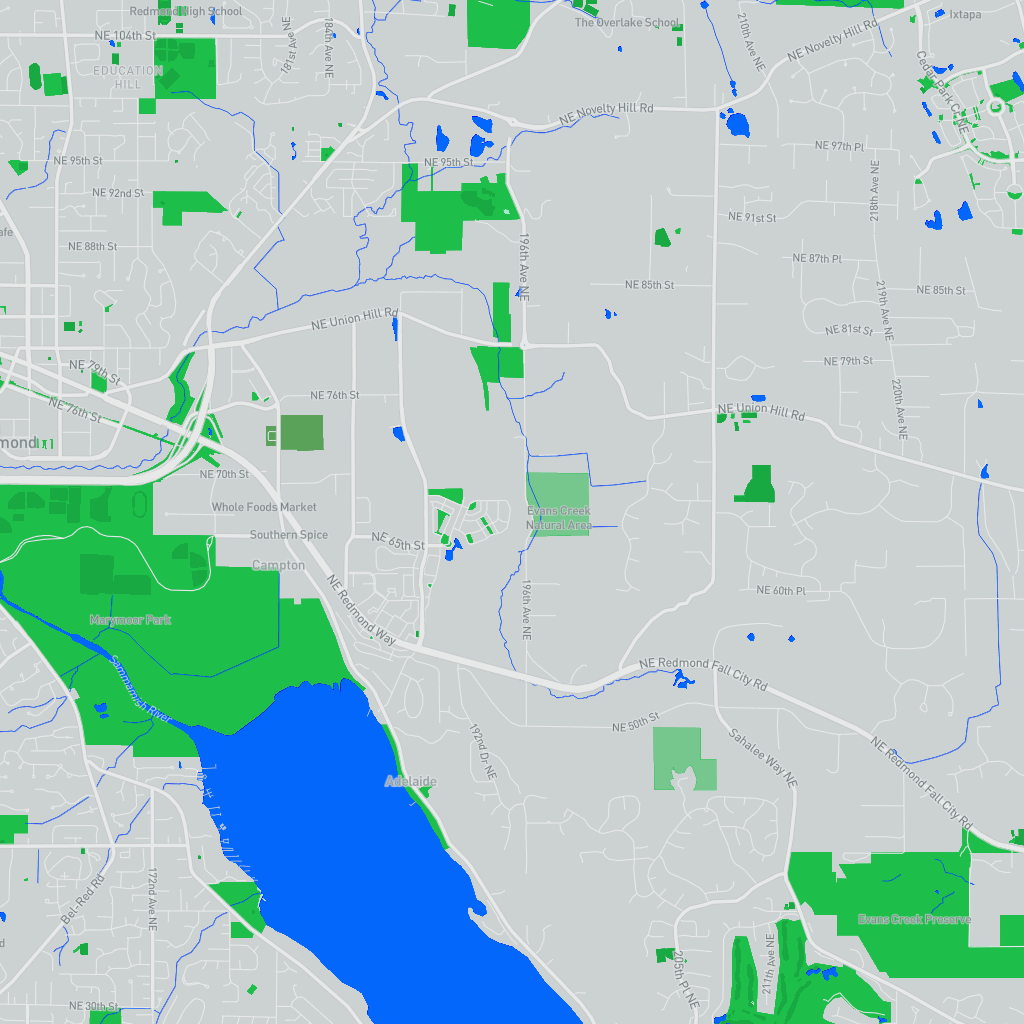 Redmond High School
NE 104th St
181st Ave NE
184th Ave NE
The Overlake School
210th Ave NE
NE Novelty Hill Rd
Ixtapa
EDUCATION
HILL
Cedar Park Cr NE
NE Novelty Hill Rd
NE 95th St
NE 95th St
NE 97th Pl
NE 92nd St
218th Ave NE
NE 91st St
NE 88th St
196th Ave NE
NE 87th Pl
NE 85th St
NE 85th St
219th Ave NE
NE Union Hill Rd
NE 81st St
NE 79th St
NE 79th St
NE 76th St
NE 76th St
220th Ave NE
NE Union Hill Rd
mond
NE 70th St
Whole Foods Market
Evans Creek
Natural Area
Southern Spice
NE 65th St
Campton
NE Redmond Way
196th Ave NE
NE 60th Pl
Marymoor Park
Sammamish River
NE Redmond Fall City Rd
192nd Dr NE
NE 50th St
Sahalee Way NE
NE Redmond Fall City Rd
Adelaide
Bel-Red Rd
172nd Ave NE
Evans Creek Preserve
205th Pl NE
211th Ave NE
NE 30th St